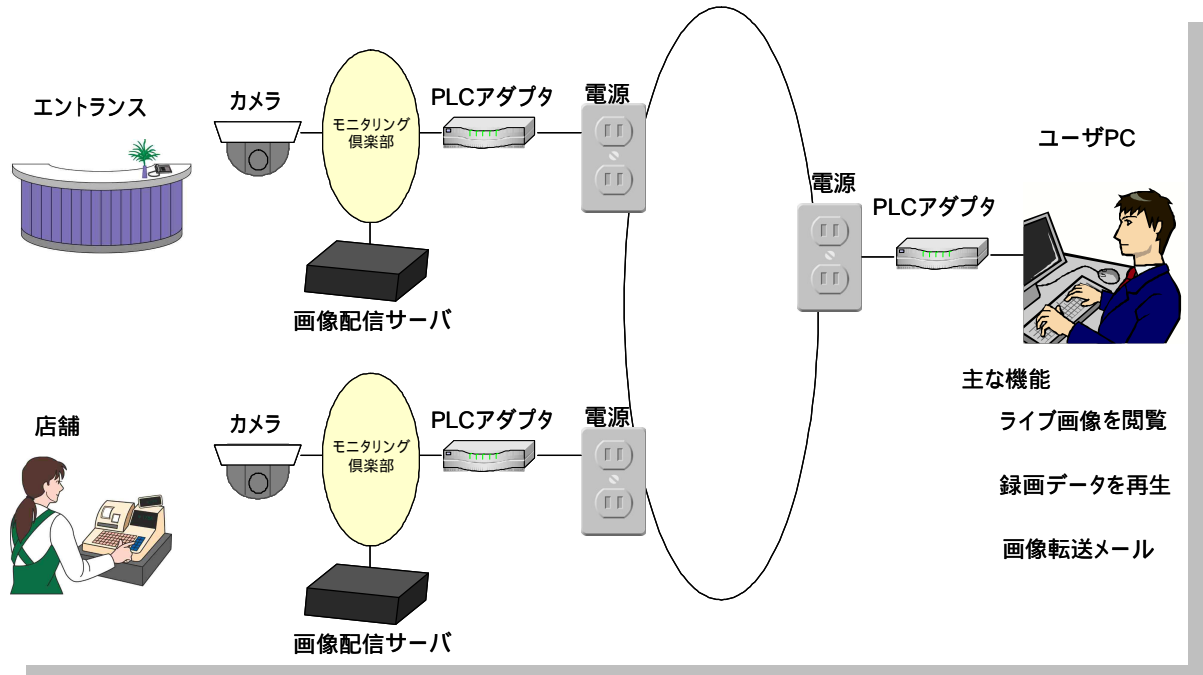 エントランス
カメラ
モニタリング
倶楽部
PLCアダプタ
電源
画像配信サーバ
店舗
カメラ
モニタリング
倶楽部
PLCアダプタ
電源
画像配信サーバ
電源
PLCアダプタ
ユーザPC
主な機能
ライブ画像を閲覧
録画データを再生
画像転送メール